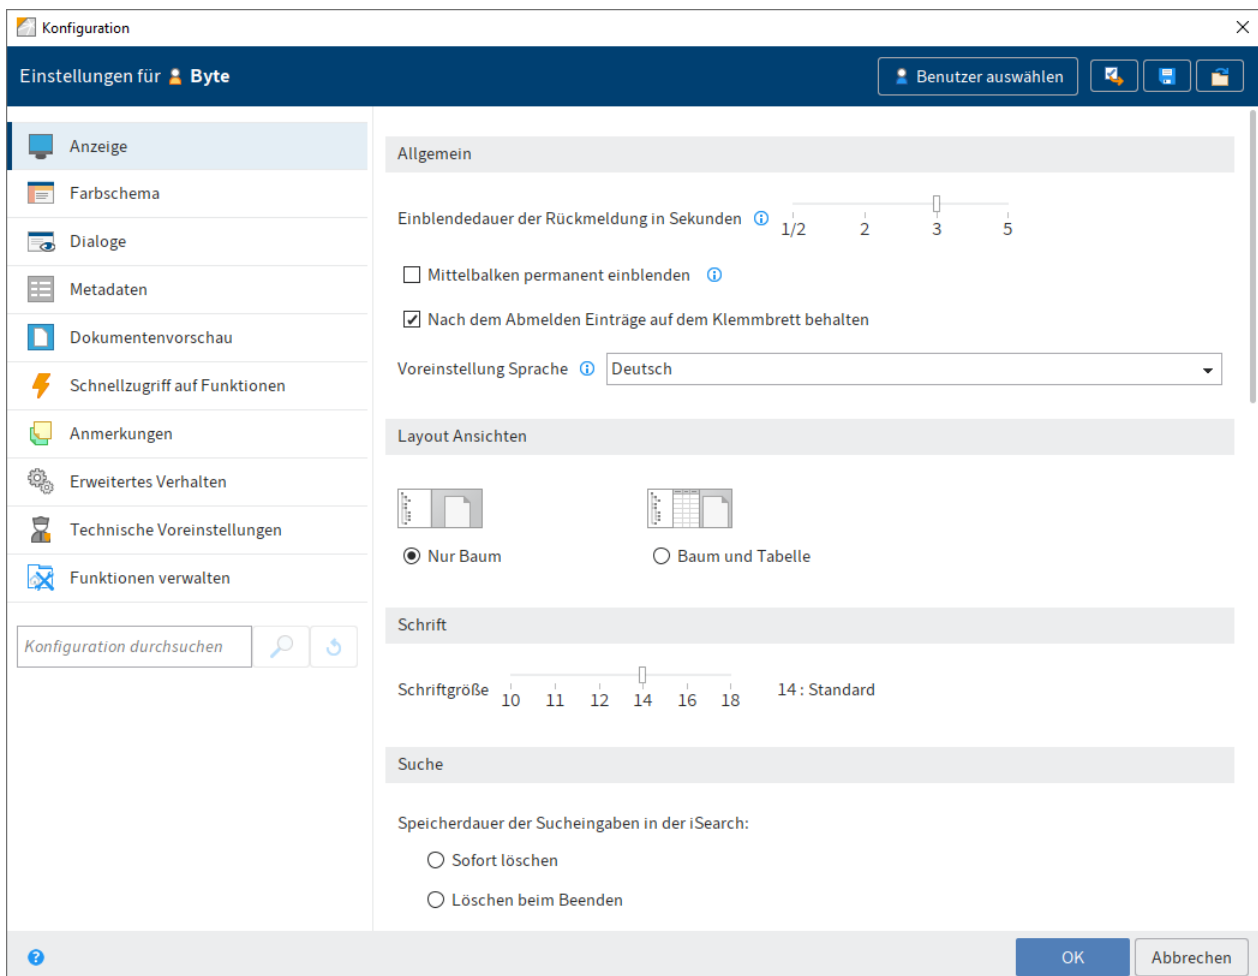 Konfiguration
Einstellungen für Byte
Benutzer auswählen
Anzeige
Farbschema
Dialoge
Metadaten
Dokumentenvorschau
Schnellzugriff auf Funktionen
Anmerkungen
Erweitertes Verhalten
Technische Voreinstellungen
Funktionen verwalten
Konfiguration durchsuchen
Allgemein
Einblendedauer der Rückmeldung in Sekunden
1/2 2 3 5
Mittelbalken permanent einblenden
Nach dem Abmelden Einträge auf dem Klemmbrett behalten
Voreinstellung Sprache Deutsch
Layout Ansichten
Nur Baum Baum und Tabelle
Schrift
Schriftgröße 14 : Standard
10 11 12 14 16 18
Suche
Speicherdauer der Sucheingaben in der iSearch:
Sofort löschen
Löschen beim Beenden
OK Abbrechen